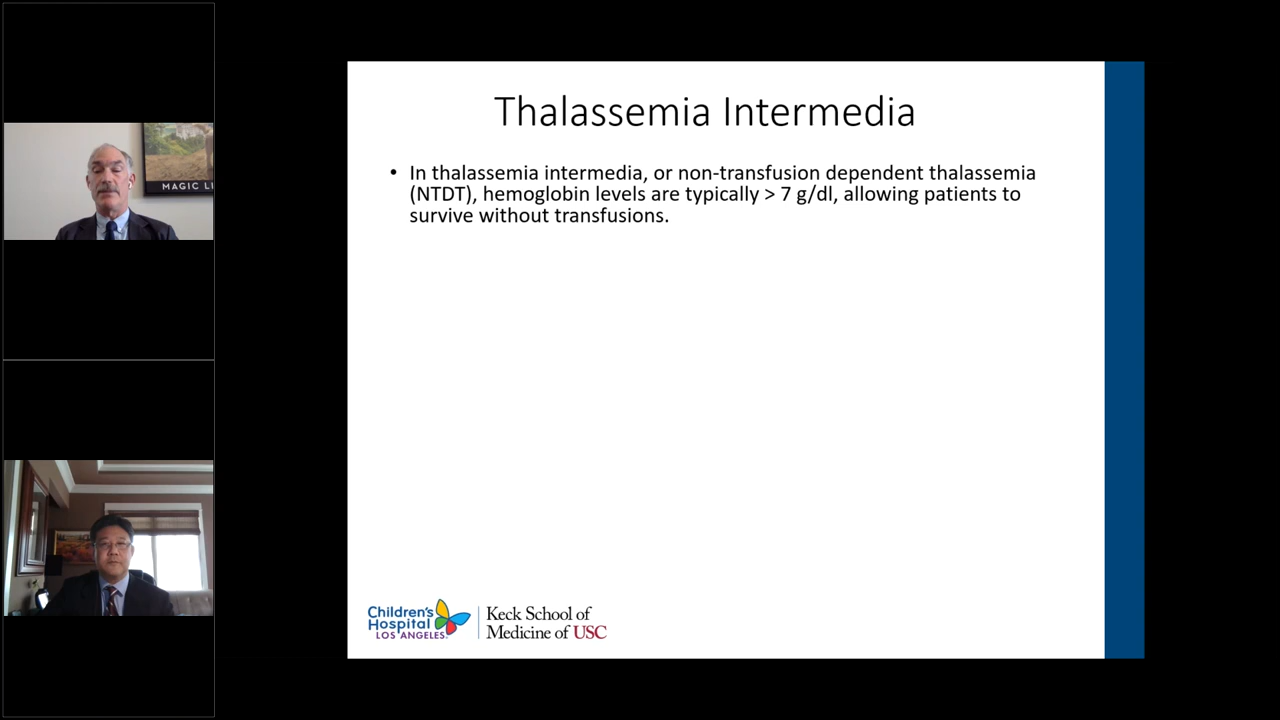 MAGIC LI
Thalassemia Intermedia
• In thalassemia intermedia, or non-transfusion dependent thalassemia
(NTDT), hemoglobin levels are typically > 7 g/dl, allowing patients to
survive without transfusions.
Children's
Hospital
LOS ANGELES
Keck School of
Medicine of USC